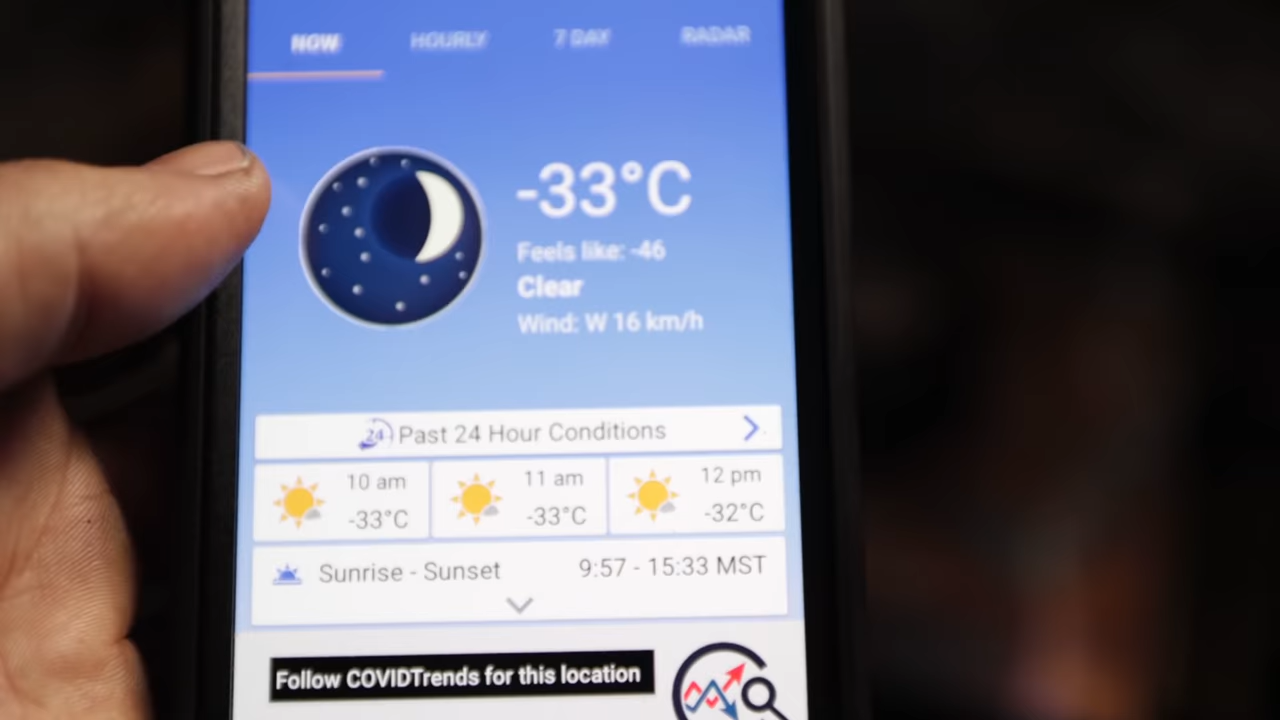 NOW HOURLY 7 DAY RADAR
-33°C
Feels like: -46
Clear
Wind: W 16 km/h
24 Past 24 Hour Conditions
10 am 11 am 12 pm
-33°C -33°C -32°C
Sunrise - Sunset 9:57 - 15:33 MST
Follow COVIDTrends for this location